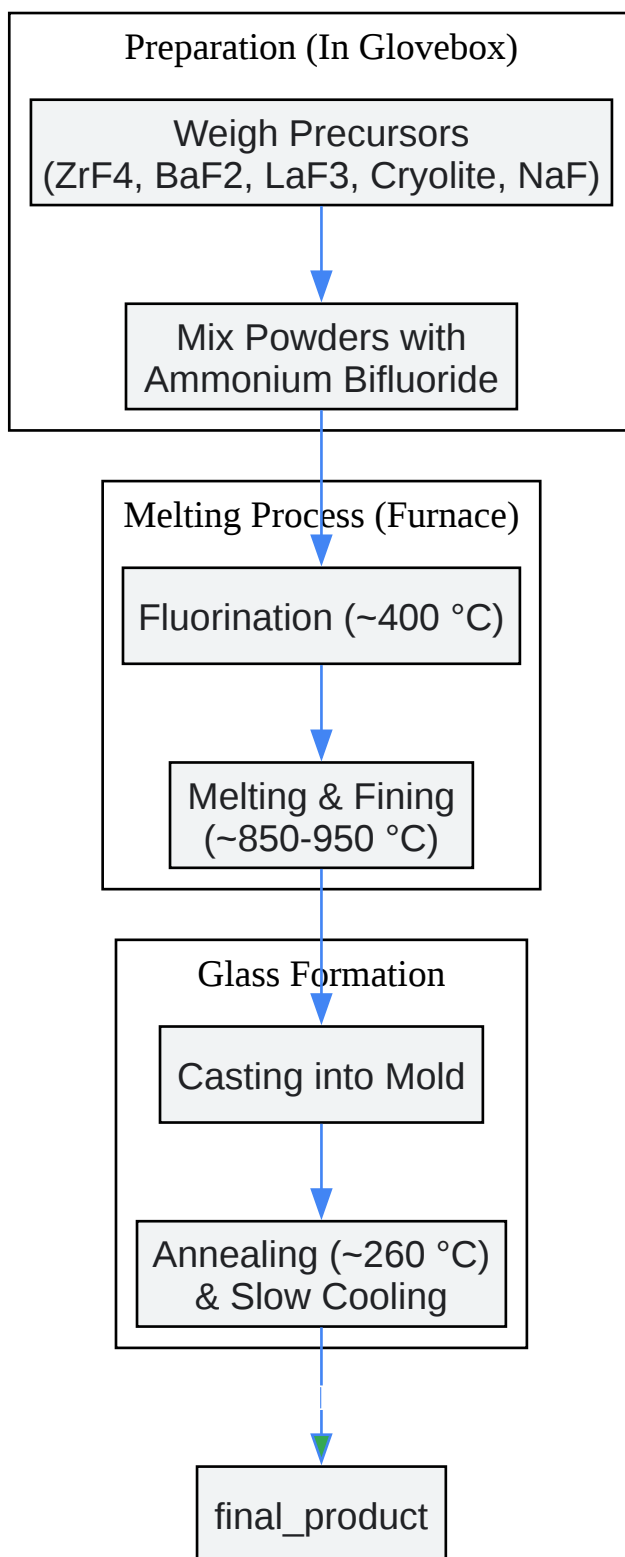 Preparation (In Glovebox)
Weigh Precursors
(ZrF4, BaF2, LaF3, Cryolite, NaF)
Mix Powders with
Ammonium Bifluoride
Melting Process (Furnace)
Fluorination (~400 °C)
Melting & Fining
(~850-950 °C)
Glass Formation
Casting into Mold
Annealing (~260 °C)
& Slow Cooling
final_product